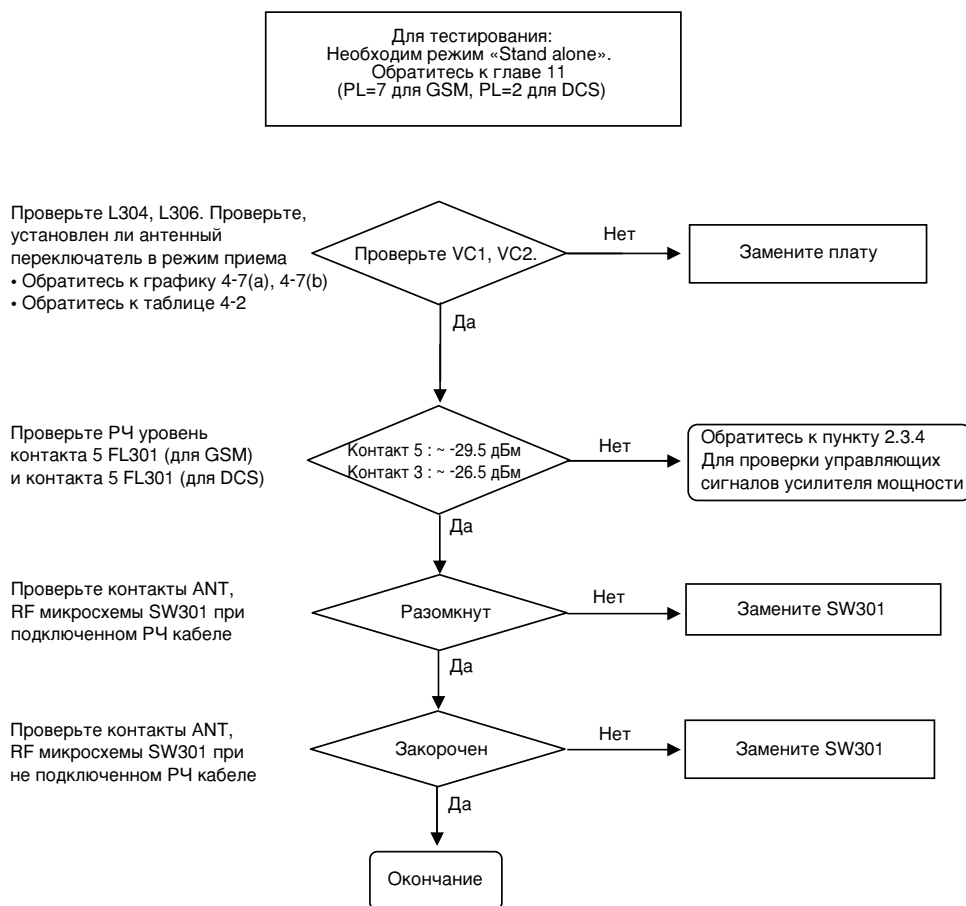 Для тестирования:
Необходим режим «Stand alone».
Обратитесь к главе 11
(PL=7 для GSM, PL=2 для DCS)
Проверьте L304, L306. Проверьте,
установлен ли антенный
переключатель в режим приема
• Обратитесь к графику 4-7(a), 4-7(b)
• Обратитесь к таблице 4-2
Проверьте VC1, VC2.
Нет
Замените плату
Да
Проверьте РЧ уровень
контакта 5 FL301 (для GSM)
и контакта 5 FL301 (для DCS)
Контакт 5 : ~ -29.5 дБм
Контакт 3 : ~ -26.5 дБм
Нет
Обратитесь к пункту 2.3.4
Для проверки управляющих
сигналов усилителя мощности
Да
Проверьте контакты ANT,
RF микросхемы SW301 при
подключенном РЧ кабеле
Разомкнут
Нет
Замените SW301
Да
Проверьте контакты ANT,
RF микросхемы SW301 при
не подключенном РЧ кабеле
Закорочен
Нет
Замените SW301
Да
Окончание